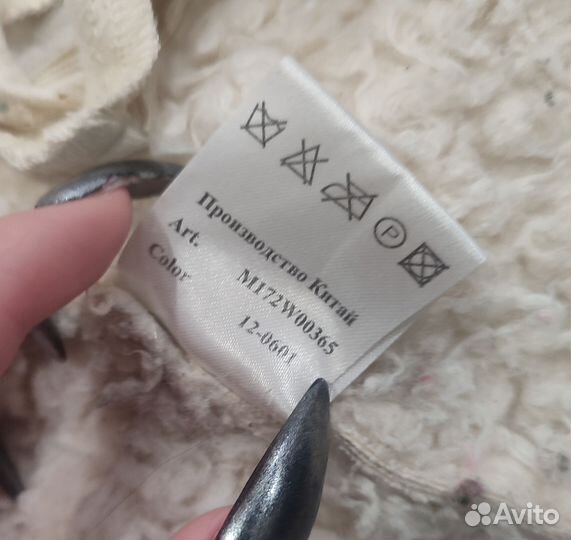 P
Производство Китай
Art. M172W00365
Color 12-0601
Avito